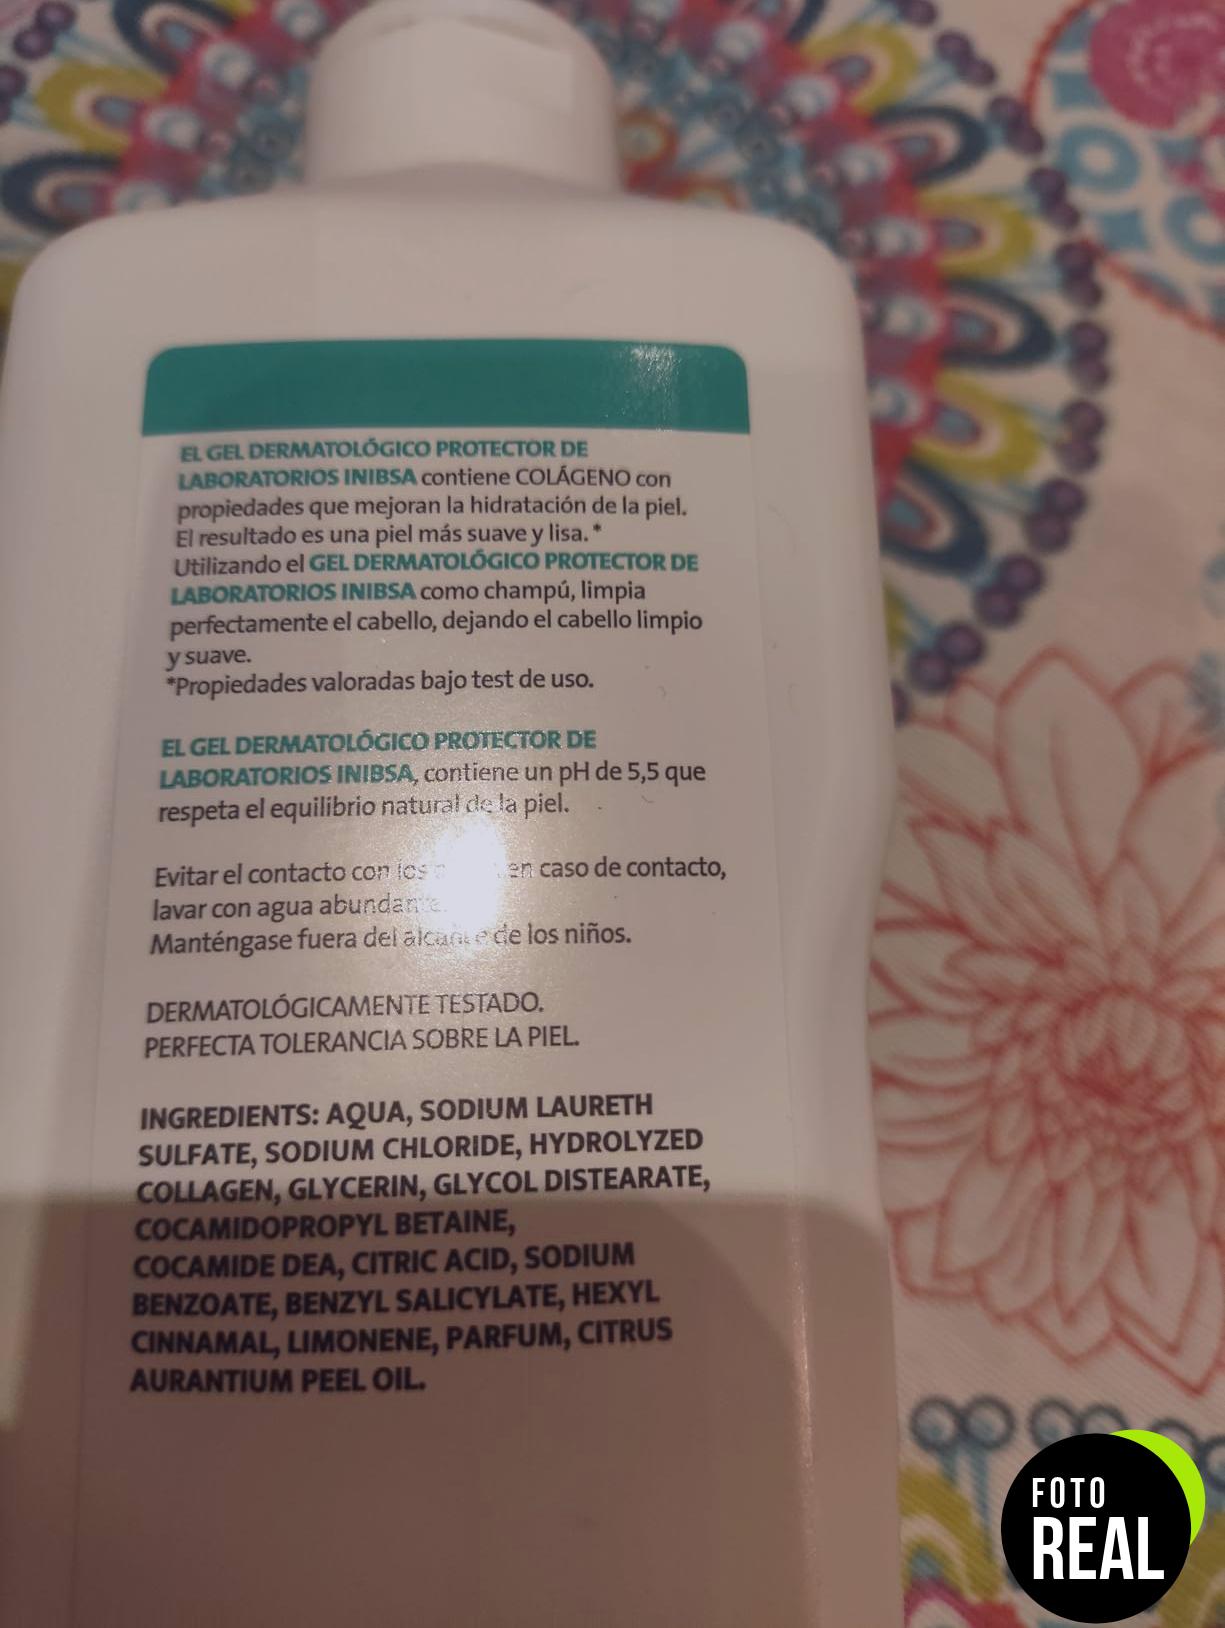 EL GEL DERMATOLÓGICO PROTECTOR DE
LABORATORIOS INIBSA contiene COLÁGENO con
propiedades que mejoran la hidratación de la piel.
El resultado es una piel más suave y lisa.*
Utilizando el GEL DERMATOLÓGICO PROTECTOR DE
LABORATORIOS INIBSA como champú, limpia
perfectamente el cabello, dejando el cabello limpio
y suave.
*Propiedades valoradas bajo test de uso.
EL GEL DERMATOLÓGICO PROTECTOR DE
LABORATORIOS INIBSA, contiene un pH de 5,5 que
respeta el equilibrio natural de la piel.
Evitar el contacto con los en caso de contacto,
lavar con agua
Manténgase fuera del alcance de los niños.
DERMATOLÓGICAMENTE TESTADO.
PERFECTA TOLERANCIA SOBRE LA PIEL.
INGREDIENTS: AQUA, SODIUM LAURETH
SULFATE, SODIUM CHLORIDE, HYDROLYZED
COLLAGEN, GLYCERIN, GLYCOL DISTEARATE,
COCAMIDOPROPYL BETAINE,
COCAMIDE DEA, CITRIC ACID, SODIUM
BENZOATE, BENZYL SALICYLATE, HEXYL
CINNAMAL, LIMONENE, PARFUM, CITRUS
AURANTIUM PEEL OIL.
FOTO
REAL